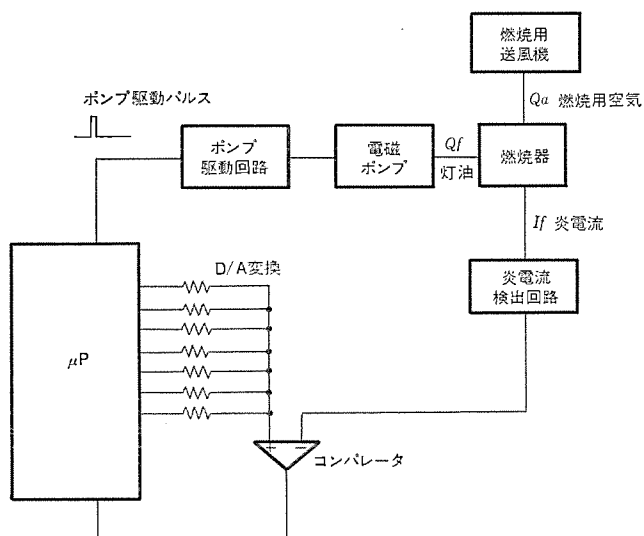 燃焼用
送風機
Qa 燃焼用空気
ポンプ駆動パルス
ポンプ
駆動回路
電磁
ポンプ
Qf
灯油
燃焼器
If 炎電流
炎電流
検出回路
D/A変換
μP
+ −
コンパレータ